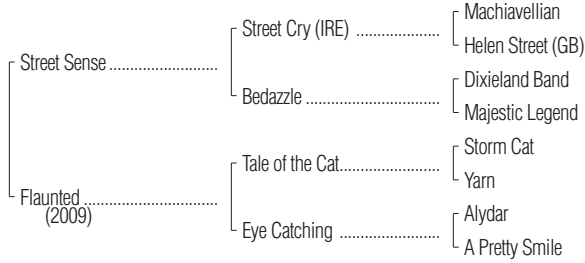 Machiavellian
Street Cry (IRE) ..................
Helen Street (GB)
Street Sense ..........................
Dixieland Band
Bedazzle .................................
Majestic Legend
Storm Cat
Tale of the Cat........................
Yarn
Flaunted ................................
(2009)
Alydar
Eye Catching ........................
A Pretty Smile